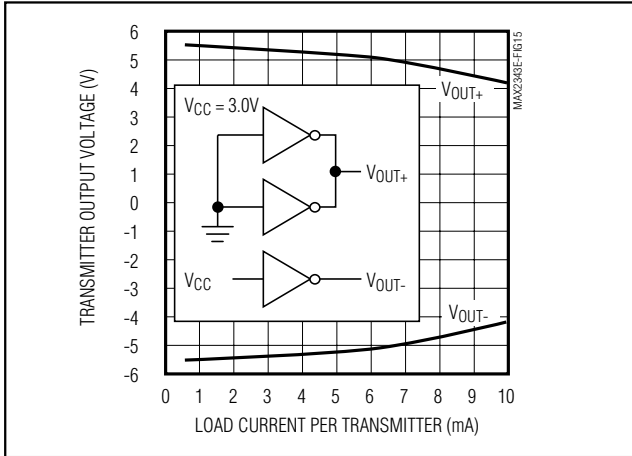 TRANSMITTER OUTPUT VOLTAGE (V)
6
5
4
3
2
1
0
-1
-2
-3
-4
-5
-6
VCC = 3.0V
VOUT+
VCC
VOUT-
VOUT+
VOUT-
MAX2343E-FIG15
0 1 2 3 4 5 6 7 8 9 10
LOAD CURRENT PER TRANSMITTER (mA)